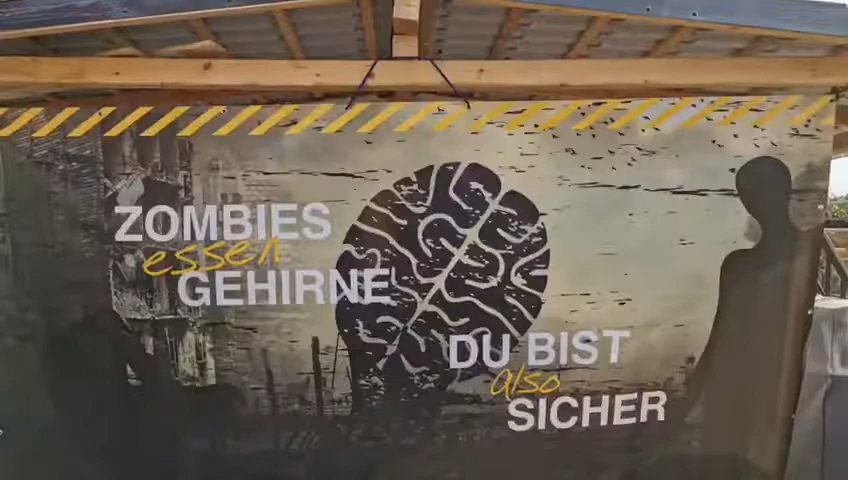 ZOMBIES
essen
GEHIRNE
DU BIST
also
SICHER